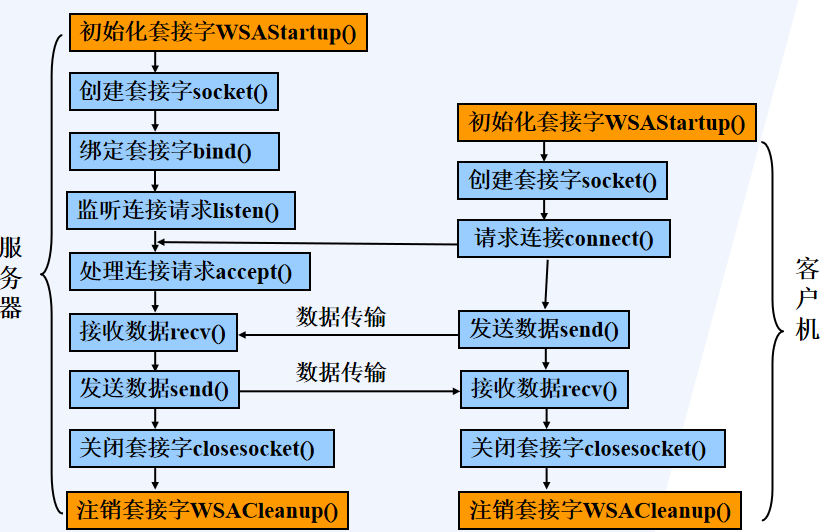 服务器
初始化套接字WSAStartup()
创建套接字socket()
绑定套接字bind()
监听连接请求listen()
处理连接请求accept()
接收数据recv()
发送数据send()
关闭套接字closesocket()
注销套接字WSACleanup()
数据传输
数据传输
初始化套接字WSAStartup()
创建套接字socket()
请求连接connect()
发送数据send()
接收数据recv()
关闭套接字closesocket()
注销套接字WSACleanup()
客户机